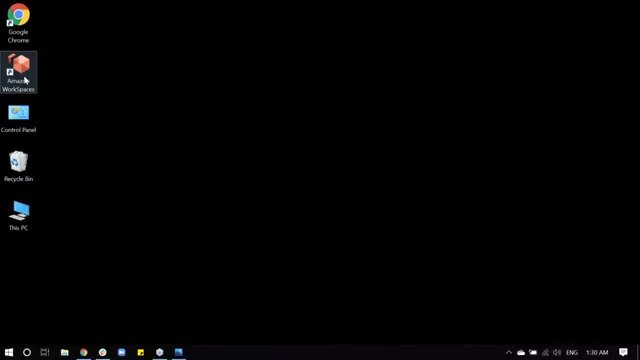 Google
Chrome
Amazon
WorkSpaces
Control Panel
Recycle Bin
This PC
ENG
1:30 AM